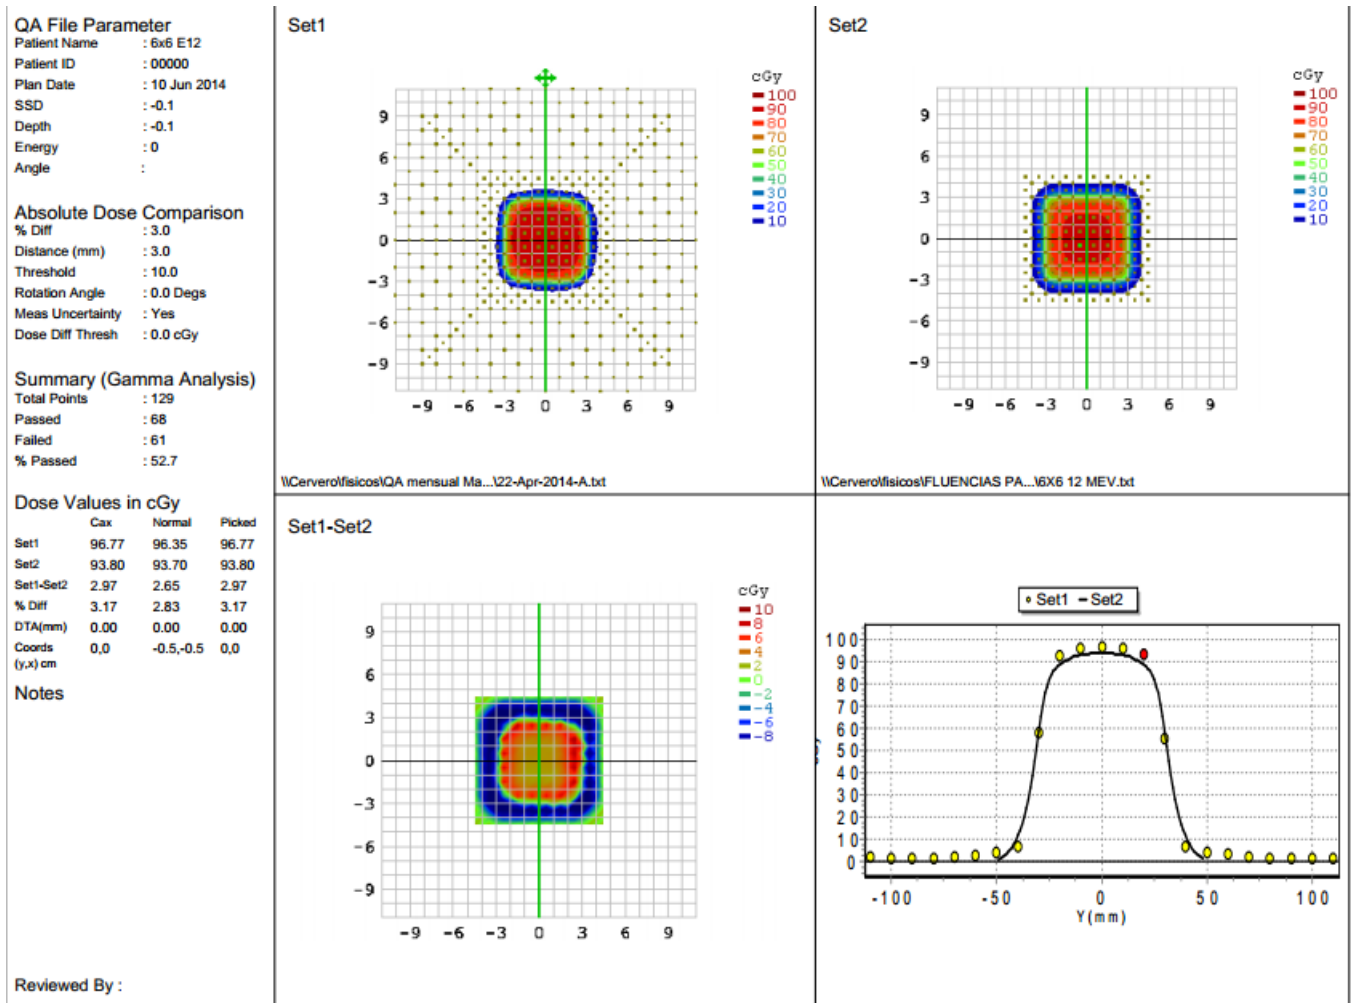 QA File Parameter
Patient Name : 6x6 E12
Patient ID : 00000
Plan Date : 10 Jun 2014
SSD : -0.1
Depth : -0.1
Energy : 0
Angle :
Absolute Dose Comparison
% Diff : 3.0
Distance (mm) : 3.0
Threshold : 10.0
Rotation Angle : 0.0 Degs
Meas Uncertainty : Yes
Dose Diff Thresh : 0.0 cGy
Summary (Gamma Analysis)
Total Points : 129
Passed : 68
Failed : 61
% Passed : 52.7
Dose Values in cGy
Cax Normal Picked
Set1 96.77 96.35 96.77
Set2 93.80 93.70 93.80
Set1-Set2 2.97 2.65 2.97
% Diff 3.17 2.83 3.17
DTA(mm) 0.00 0.00 0.00
Coords 0,0 -0.5,-0.5 0,0
(y,x) cm
Notes
Reviewed By :
Set1
cGy
100
90
80
70
60
50
40
30
20
10
9
6
3
0
-3
-6
-9
-9 -6 -3 0 3 6 9
\\Cervero\fisicos\QA mensual Ma...\22-Apr-2014-A.txt
Set2
cGy
100
90
80
70
60
50
40
30
20
10
9
6
3
0
-3
-6
-9
-9 -6 -3 0 3 6 9
\\Cervero\fisicos\FLUENCIAS PA...\6X6 12 MEV.txt
Set1-Set2
cGy
10
8
6
4
2
0
-2
-4
-6
-8
9
6
3
0
-3
-6
-9
-9 -6 -3 0 3 6 9
Set1 Set2
100
90
80
70
60
50
40
30
20
10
0
-100 -50 0 50 100
Y(mm)